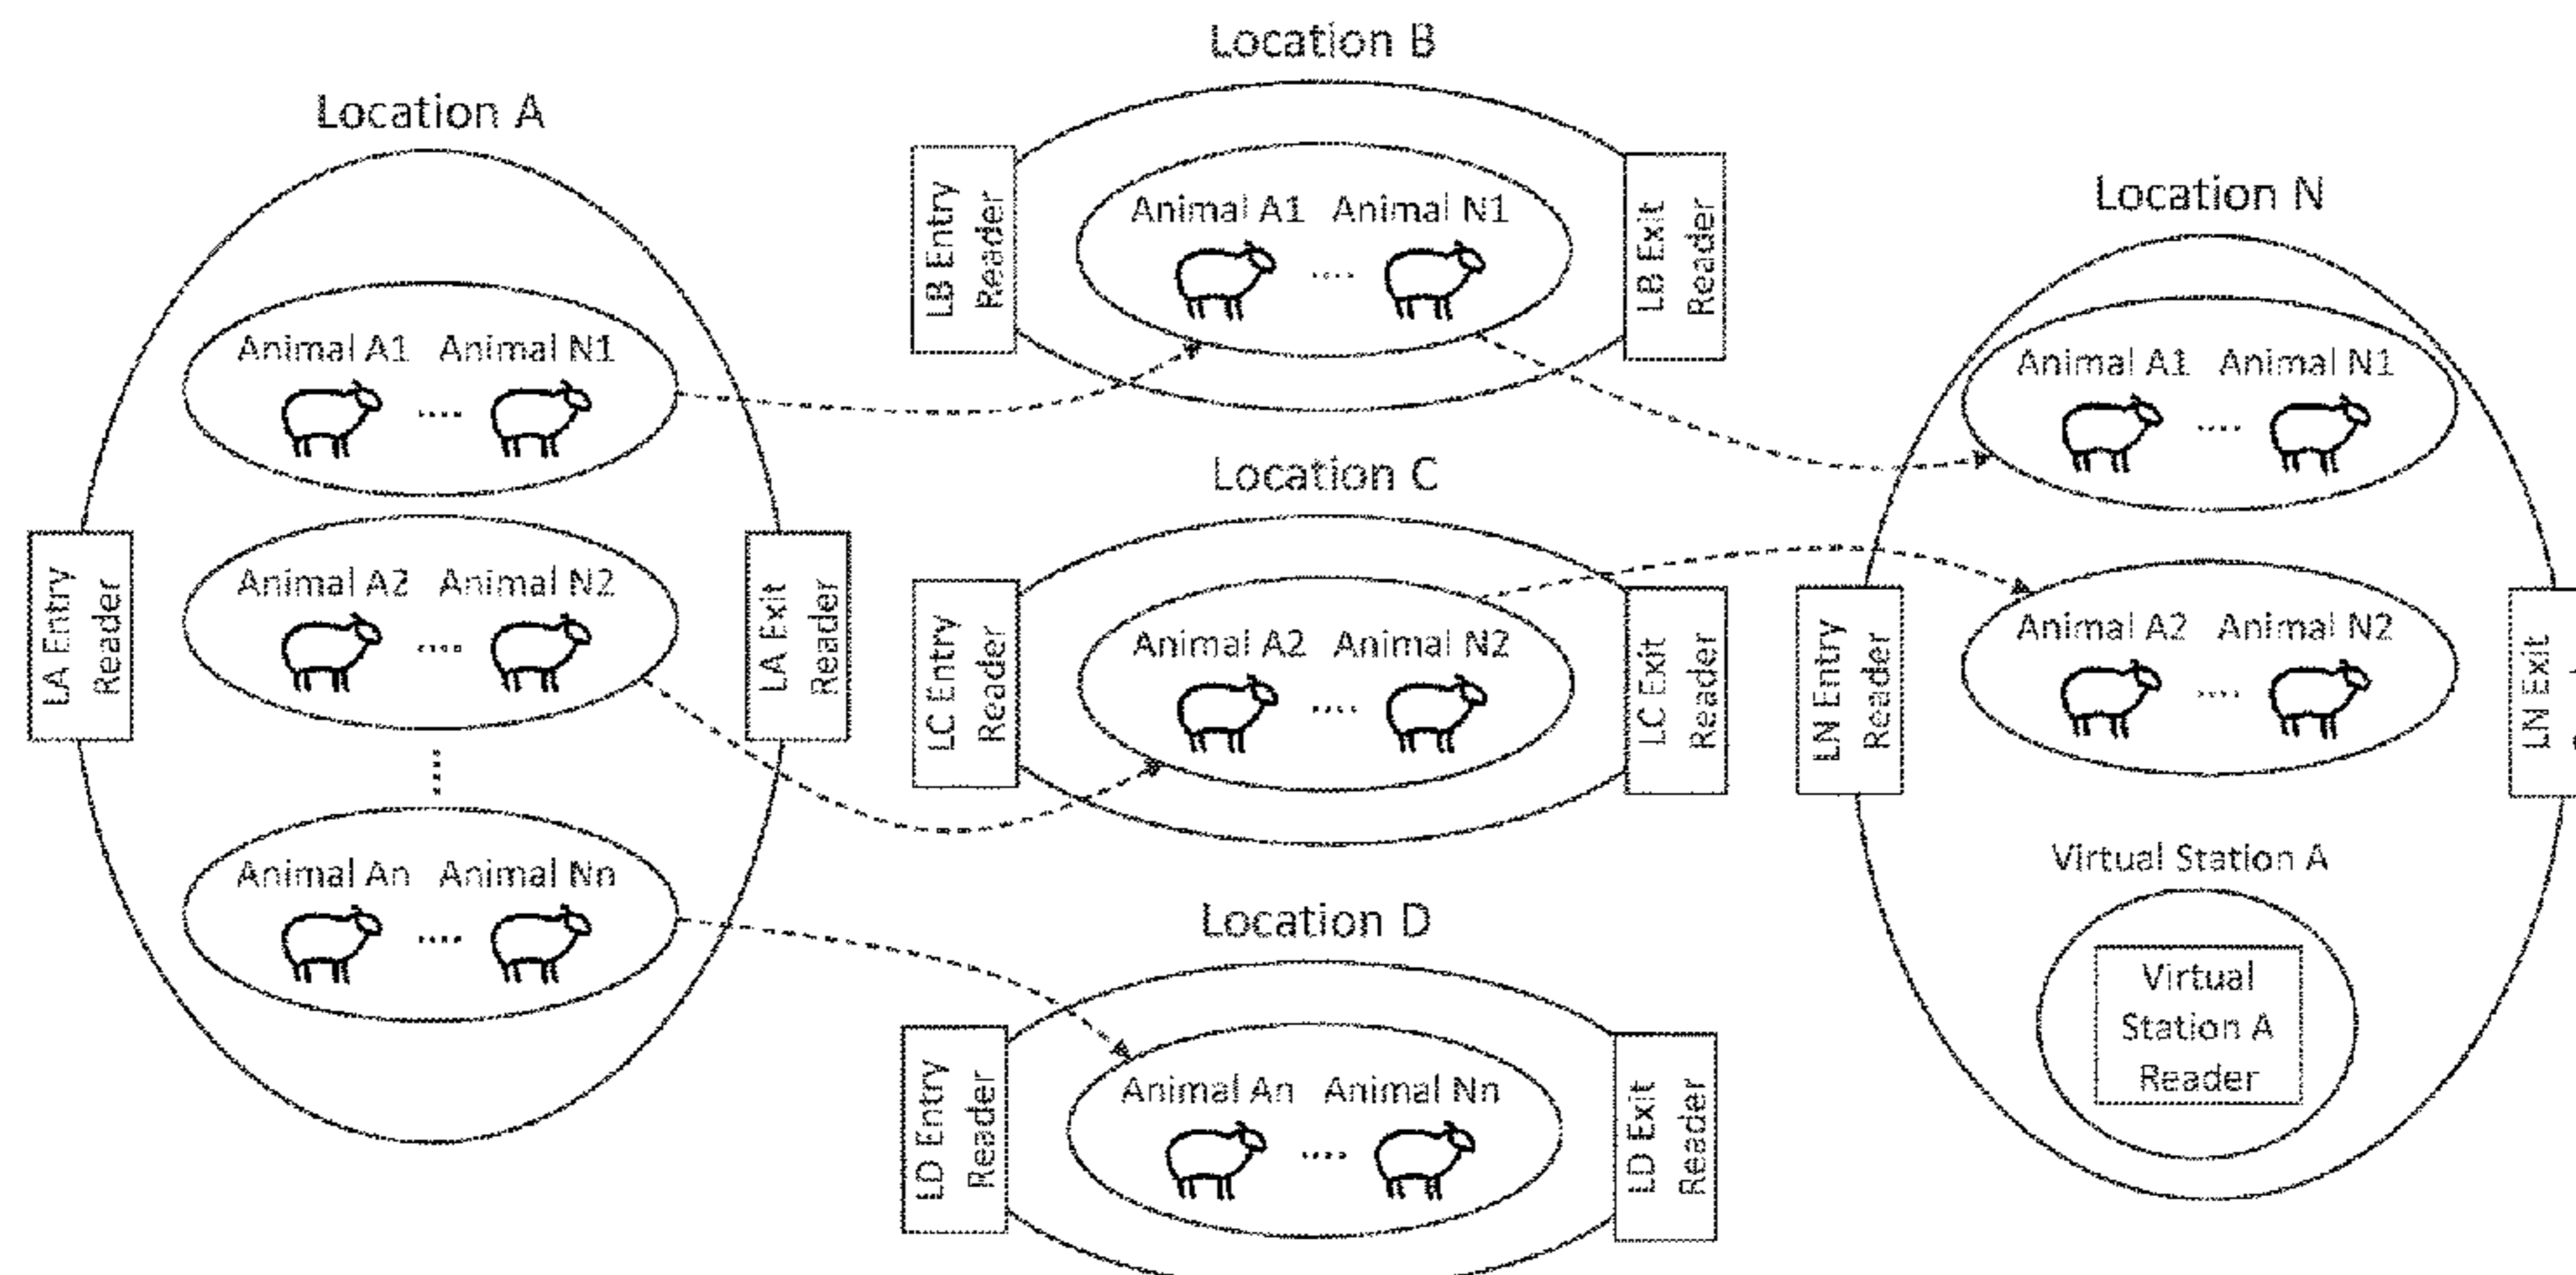 Location A
Animal A1 Animal N1
....
LA Entry
Reader
Animal A2 Animal N2
....
LA Exit
Reader
....
Animal An Animal Nn
....
Location B
LB Entry
Reader
Animal A1 Animal N1
....
LB Exit
Reader
Location C
LC Entry
Reader
Animal A2 Animal N2
....
LC Exit
Reader
Location D
LD Entry
Reader
Animal An Animal Nn
....
LD Exit
Reader
Location N
Animal A1 Animal N1
....
LN Entry
Reader
Animal A2 Animal N2
....
LN Exit
Virtual Station A
Virtual
Station A
Reader